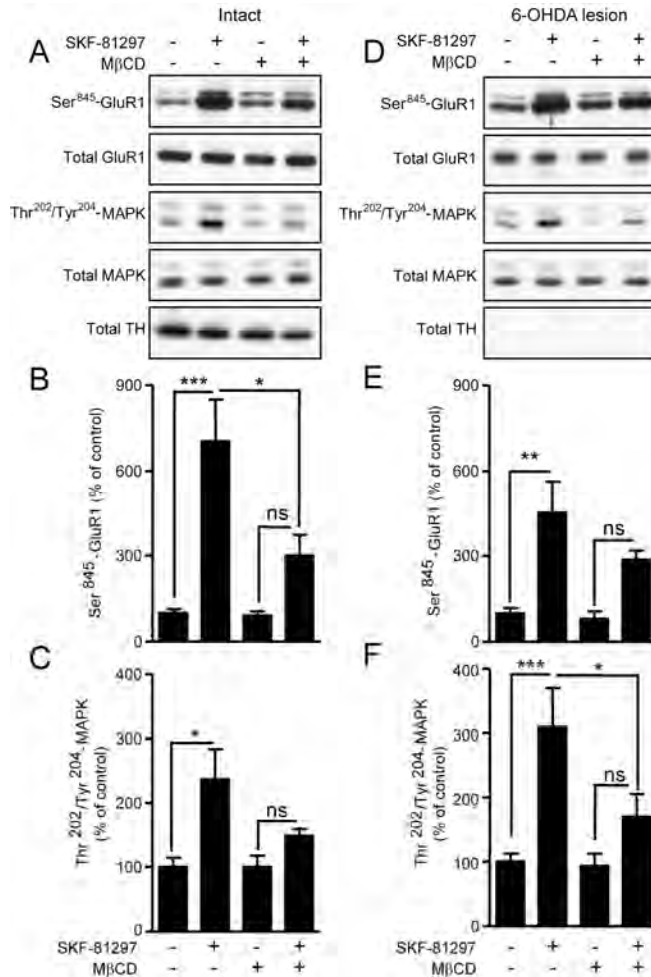 Intact
6-OHDA lesion
A
SKF-81297 - + - +
MβCD - - + +
Ser845-GluR1
Total GluR1
Thr202/Tyr204-MAPK
Total MAPK
Total TH
D
SKF-81297 - + - +
MβCD - - + +
Ser845-GluR1
Total GluR1
Thr202/Tyr204-MAPK
Total MAPK
Total TH
B
Ser 845-GluR1 (% of control)
900
600
300
0
***
*
ns
E
Ser 845-GluR1 (% of control)
900
600
300
0
**
ns
C
Thr 202/Tyr 204-MAPK
(% of control)
400
300
200
100
0
*
ns
F
Thr 202/Tyr 204-MAPK
(% of control)
400
300
200
100
0
***
*
ns
SKF-81297 - + - +
MβCD - - + +
SKF-81297 - + - +
MβCD - - + +